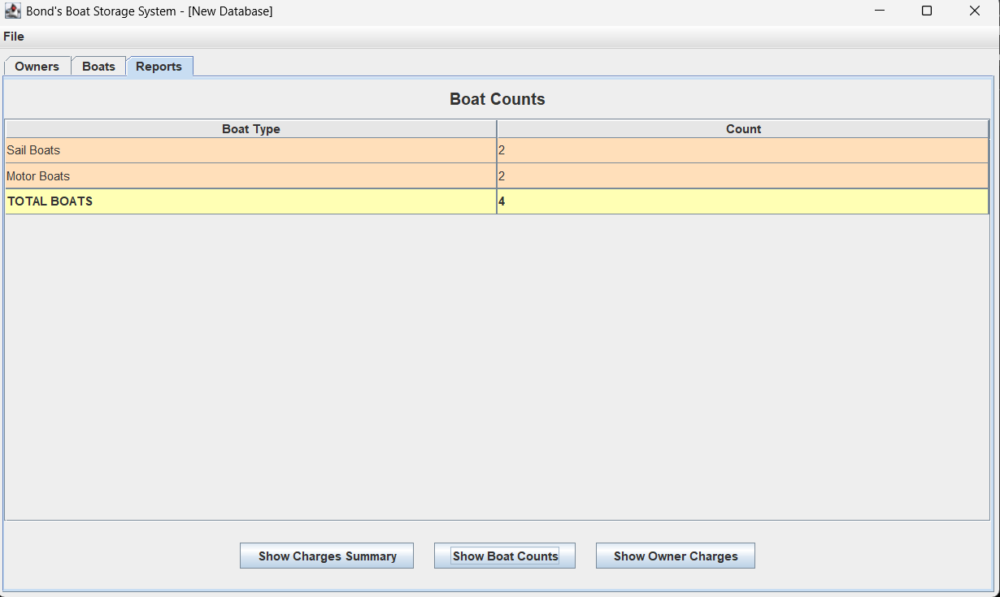 Bond's Boat Storage System - [New Database]
File
Owners Boats Reports
Boat Counts
Boat Type Count
Sail Boats 2
Motor Boats 2
TOTAL BOATS 4
Show Charges Summary Show Boat Counts Show Owner Charges